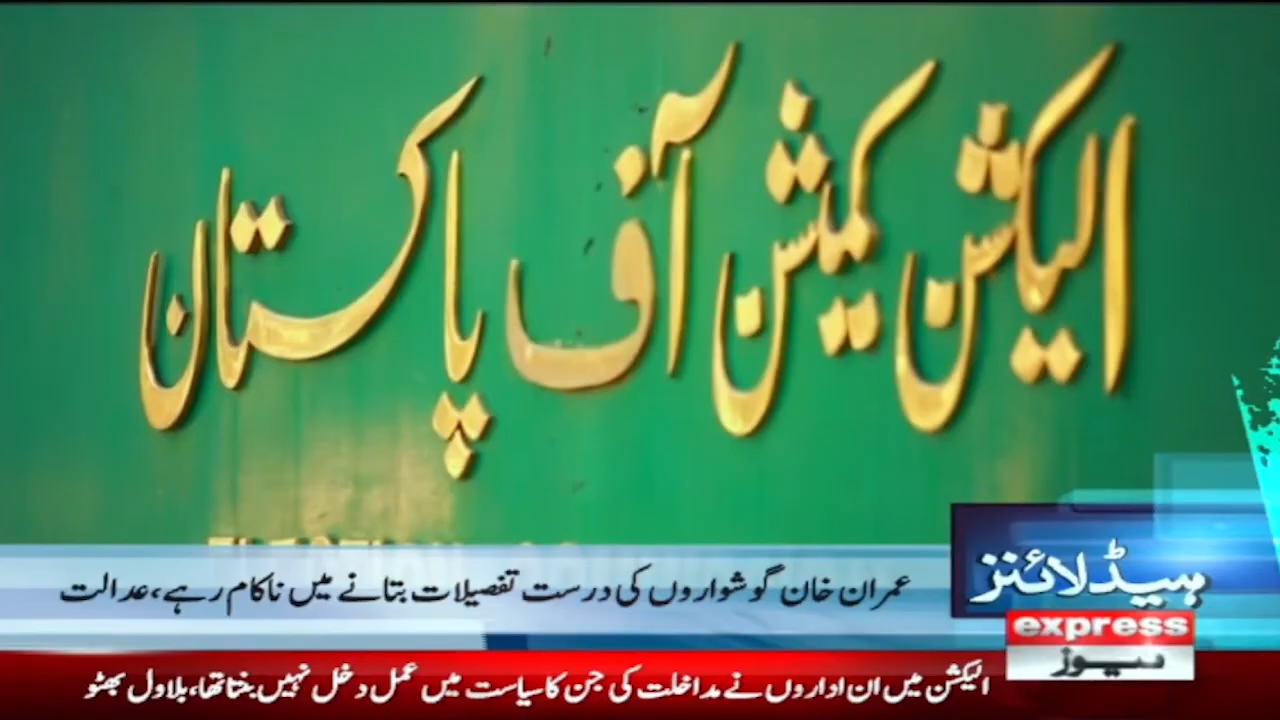 الیکشن کمیشن آف پاکستان
ہیڈلائنز
عمران خان گوشواروں کی درست تفصیلات بتانے میں ناکام رہے، عدالت
express
نیوز
الیکشن میں ان اداروں نے مداخلت کی جن کا سیاست میں عمل دخل نہیں بنتا تھا، بلاول بھٹو